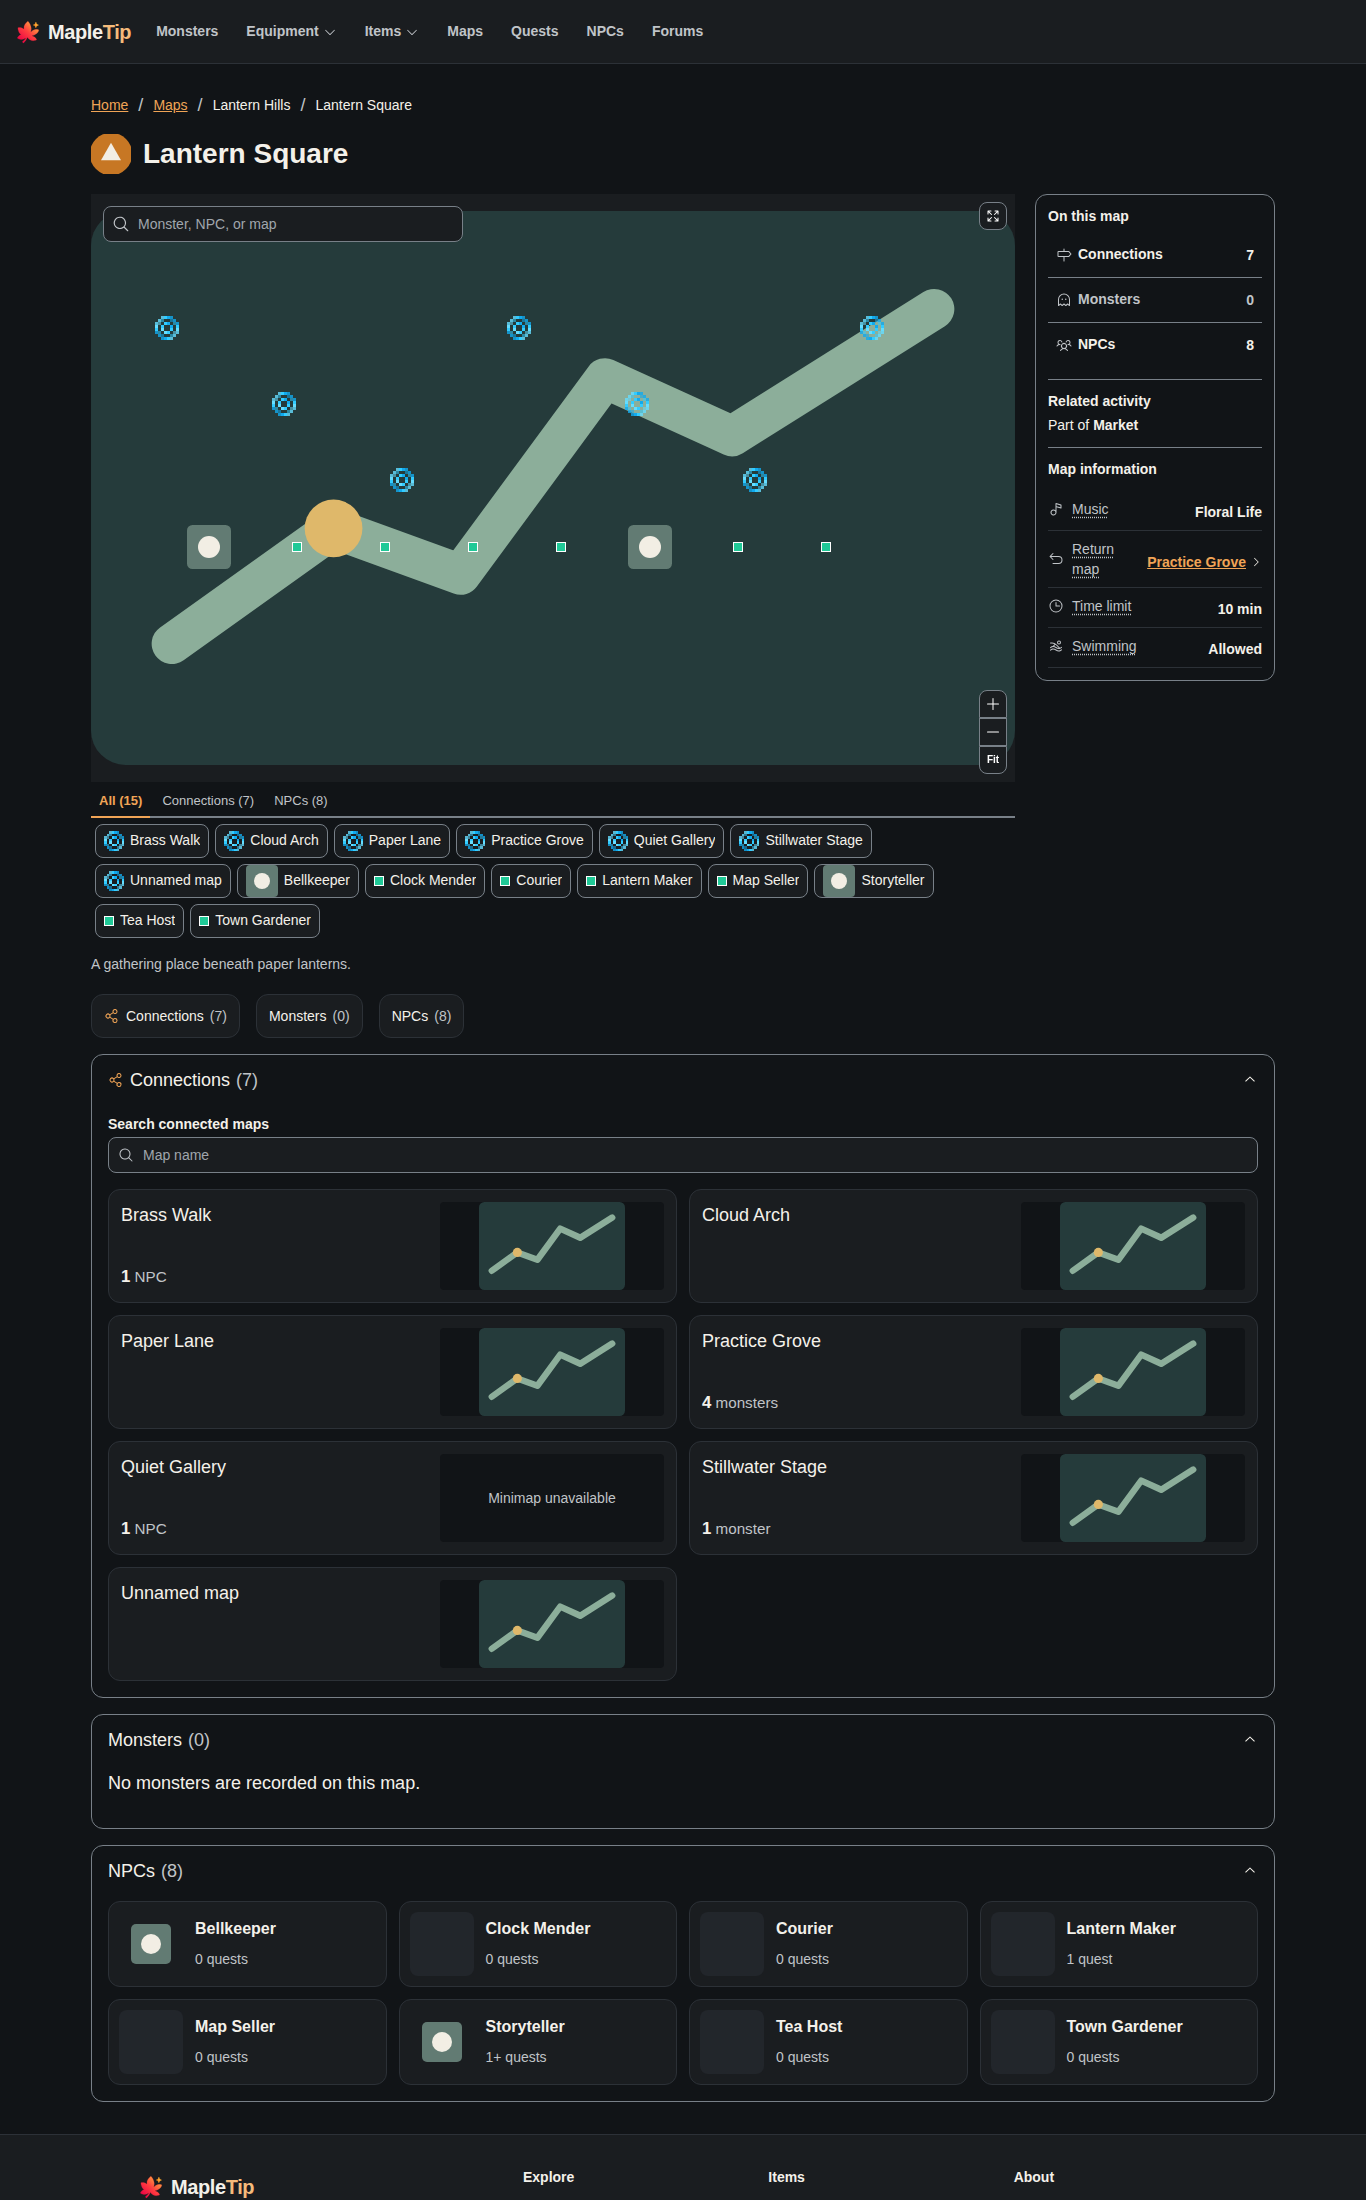 MapleTip Monsters Equipment Items Maps Quests NPCs Forums
Home / Maps / Lantern Hills / Lantern Square
Lantern Square
Monster, NPC, or map
Fit
On this map
Connections 7
Monsters 0
NPCs 8
Related activity
Part of Market
Map information
Music Floral Life
Return map Practice Grove
Time limit 10 min
Swimming Allowed
All (15) Connections (7) NPCs (8)
Brass Walk Cloud Arch Paper Lane Practice Grove Quiet Gallery Stillwater Stage
Unnamed map Bellkeeper Clock Mender Courier Lantern Maker Map Seller Storyteller
Tea Host Town Gardener
A gathering place beneath paper lanterns.
Connections (7) Monsters (0) NPCs (8)
Connections (7)
Search connected maps
Map name
Brass Walk
1 NPC
Cloud Arch
Paper Lane
Practice Grove
4 monsters
Quiet Gallery
1 NPC
Minimap unavailable
Stillwater Stage
1 monster
Unnamed map
Monsters (0)
No monsters are recorded on this map.
NPCs (8)
Bellkeeper
0 quests
Clock Mender
0 quests
Courier
0 quests
Lantern Maker
1 quest
Map Seller
0 quests
Storyteller
1+ quests
Tea Host
0 quests
Town Gardener
0 quests
MapleTip Explore Items About